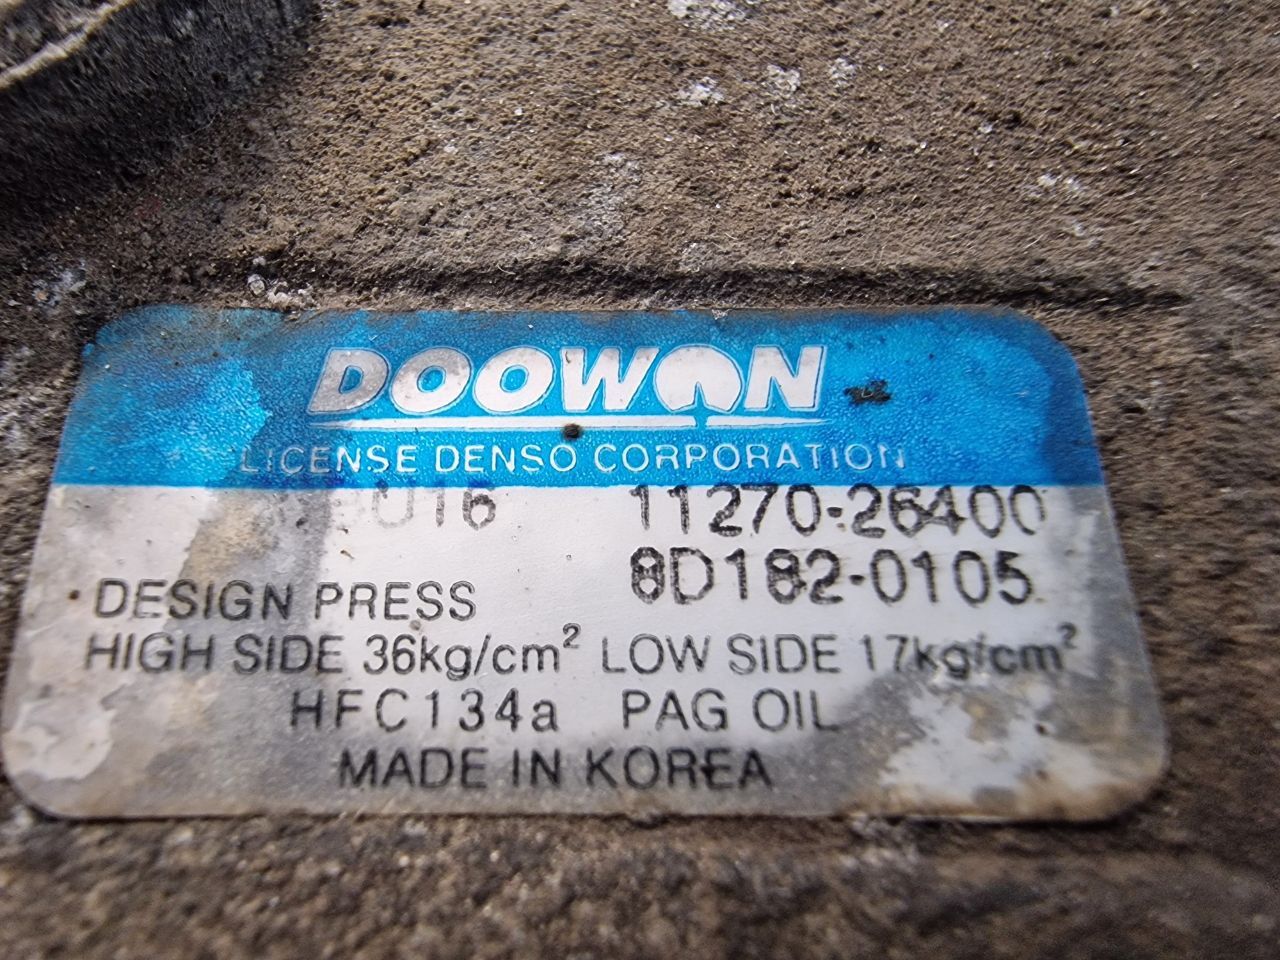 DOOWON
LICENSE DENSO CORPORATION
11270-26400
8D182-0105
DESIGN PRESS
HIGH SIDE 36kg/cm² LOW SIDE 17kg/cm²
HFC134a PAG OIL
MADE IN KOREA